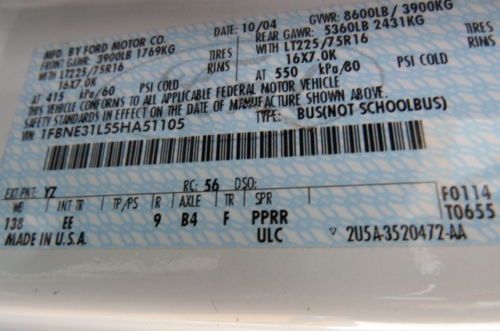 DATE: 10/04 GVWR: 8600LB / 3900KG
MFD. BY FORD MOTOR CO.
FRONT GAWR: 3900LB 1769KG REAR GAWR: 5360LB 2431KG
WITH LT225/75R16 TIRES WITH LT225/75R16 TIRES
16X7.0K RIMS 16X7.0K RIMS
AT 415 kPa/60 PSI COLD AT 550 kPa/80 PSI COLD
THIS VEHICLE CONFORMS TO ALL APPLICABLE FEDERAL MOTOR VEHICLE
SAFETY STANDARDS IN EFFECT ON THE DATE OF MANUFACTURE SHOWN ABOVE.
1FBNE31L55HA51105 TYPE: BUS(NOT SCHOOLBUS)
EXT PNT: YZ RC: 56 DSO: F0114
WB INT TR TP/PS R AXLE TR SPR T0655
138 EE 9 B4 F PPRR
MADE IN U.S.A. ULC 2U5A-3520472-AA